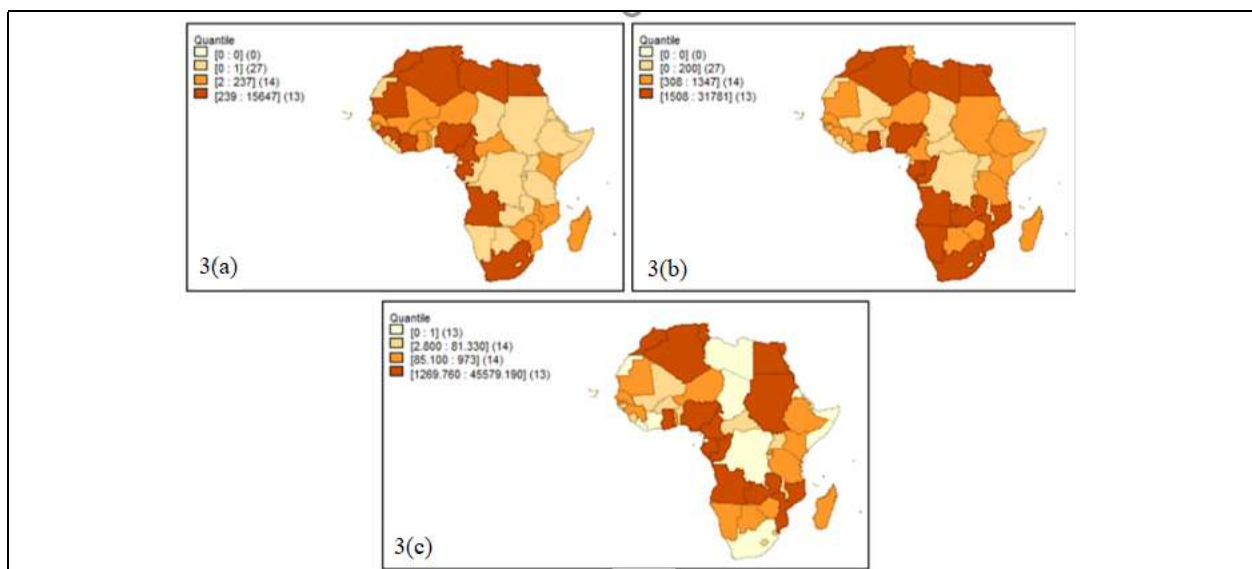 Quantile
[0 : 0] (0)
[0 : 1] (27)
[2 : 237] (14)
[239 : 15647] (13)
3(a)
Quantile
[0 : 0] (0)
[0 : 200] (27)
[308 : 1347] (14)
[1508 : 31781] (13)
3(b)
Quantile
[0 : 1] (13)
[2.800 : 81.330] (14)
[85.100 : 973] (14)
[1269.760 : 45579.190] (13)
3(c)